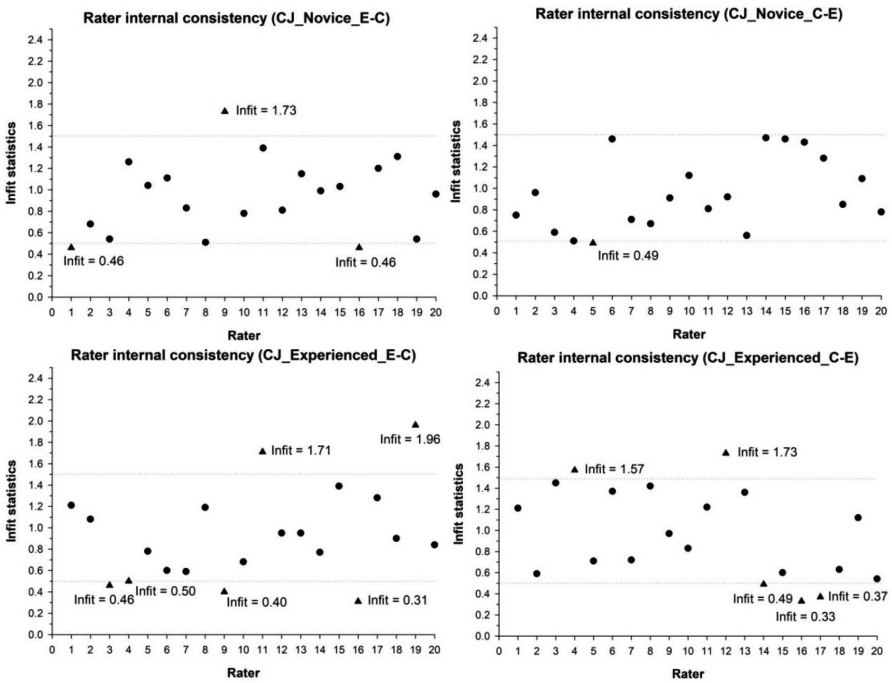 Rater internal consistency (CJ_Novice_E-C)
Infit statistics
2.4
2.2
2.0
1.8
1.6
1.4
1.2
1.0
0.8
0.6
0.4
0.2
0.0
Infit = 1.73
Infit = 0.46
Infit = 0.46
1 2 3 4 5 6 7 8 9 10 11 12 13 14 15 16 17 18 19 20
Rater
Rater internal consistency (CJ_Novice_C-E)
Infit statistics
2.4
2.2
2.0
1.8
1.6
1.4
1.2
1.0
0.8
0.6
0.4
0.2
0.0
Infit = 0.49
1 2 3 4 5 6 7 8 9 10 11 12 13 14 15 16 17 18 19 20
Rater
Rater internal consistency (CJ_Experienced_E-C)
Infit statistics
2.4
2.2
2.0
1.8
1.6
1.4
1.2
1.0
0.8
0.6
0.4
0.2
0.0
Infit = 1.96
Infit = 1.71
Infit = 0.46
Infit = 0.50
Infit = 0.40
Infit = 0.31
1 2 3 4 5 6 7 8 9 10 11 12 13 14 15 16 17 18 19 20
Rater
Rater internal consistency (CJ_Experienced_C-E)
Infit statistics
2.4
2.2
2.0
1.8
1.6
1.4
1.2
1.0
0.8
0.6
0.4
0.2
0.0
Infit = 1.73
Infit = 1.57
Infit = 0.49
Infit = 0.37
Infit = 0.33
1 2 3 4 5 6 7 8 9 10 11 12 13 14 15 16 17 18 19 20
Rater